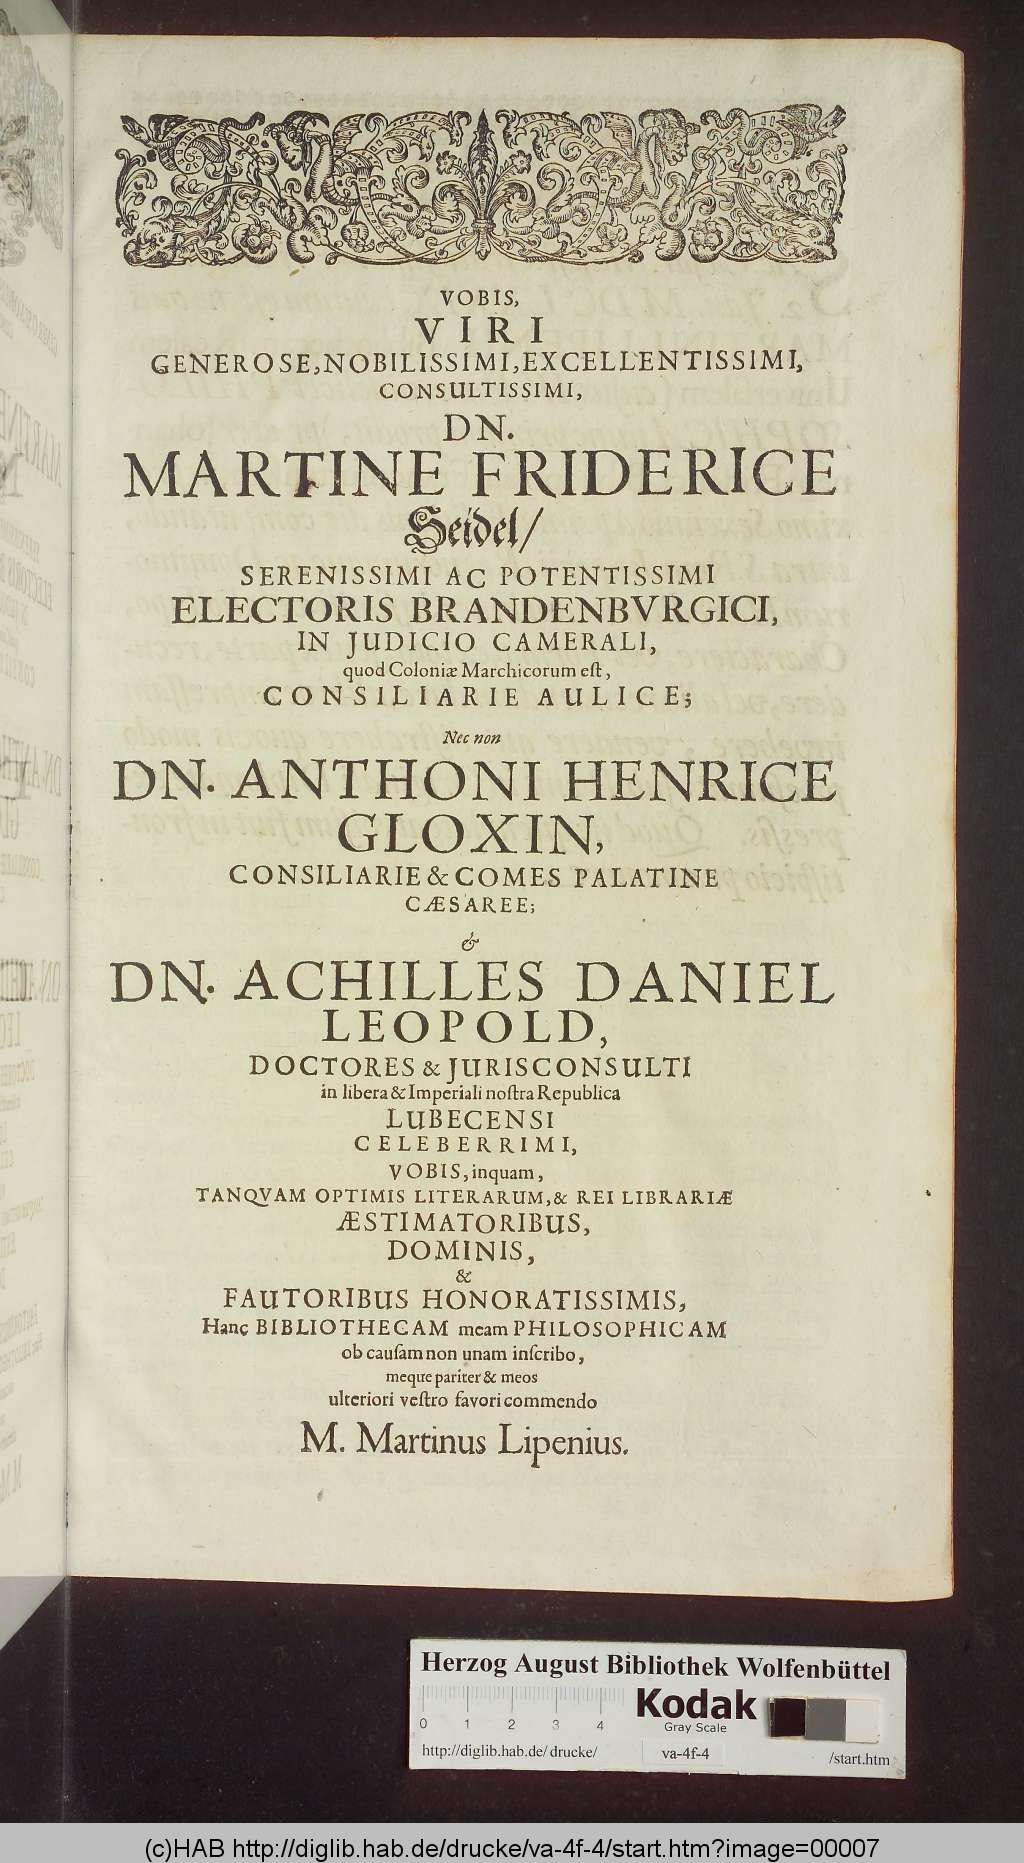 VOBIS,
VIRI
GENEROSE, NOBILISSIMI, EXCELLENTISSIMI,
CONSULTISSIMI,
DN.
MARTINE FRIDERICE
Seidel/
SERENISSIMI AC POTENTISSIMI
ELECTORIS BRANDENBVRGICI,
IN JUDICIO CAMERALI,
quod Coloniæ Marchicorum eſt,
CONSILIARIE AULICE;
Nec non
DN. ANTHONI HENRICE
GLOXIN,
CONSILIARIE & COMES PALATINE
CÆSAREE;
&
DN. ACHILLES DANIEL
LEOPOLD,
DOCTORES & JURISCONSULTI
in libera & Imperiali noſtra Republica
LUBECENSI
CELEBERRIMI,
VOBIS, inquam,
TANQVAM OPTIMIS LITERARUM, & REI LIBRARIÆ
ÆSTIMATORIBUS,
DOMINIS,
&
FAUTORIBUS HONORATISSIMIS,
Hanc BIBLIOTHECAM meam PHILOSOPHICAM
ob cauſam non unam inſcribo,
meque pariter & meos
ulteriori veſtro favori commendo
M. Martinus Lipenius.
Herzog August Bibliothek Wolfenbüttel
Kodak
Gray Scale
0 1 2 3 4
http://diglib.hab.de/drucke/ va-4f-4 /start.htm
(c)HAB http://diglib.hab.de/drucke/va-4f-4/start.htm?image=00007